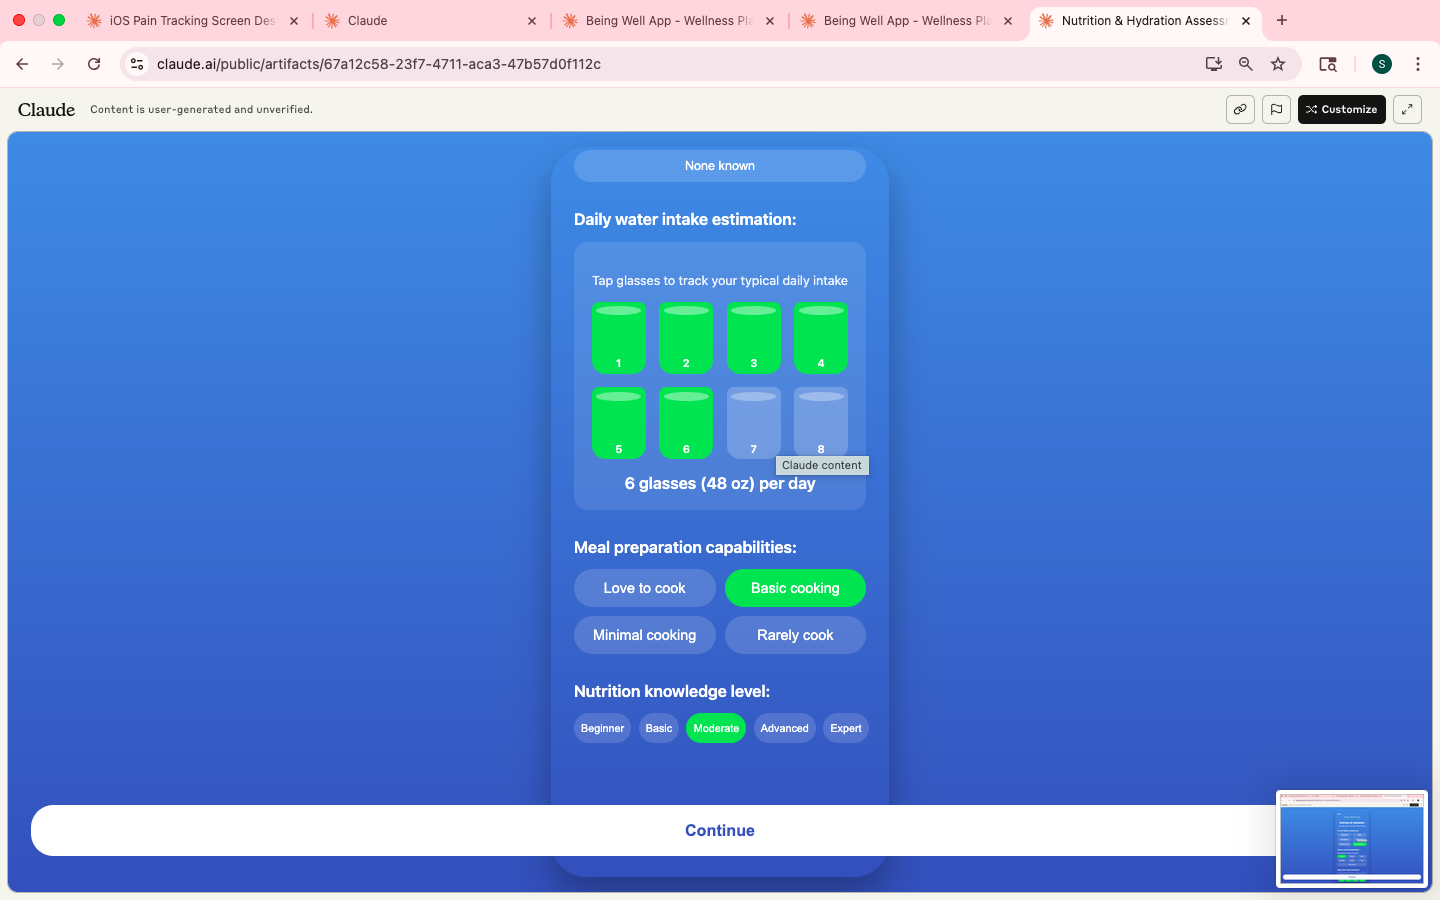 iOS Pain Tracking Screen Des
Claude
Being Well App - Wellness Pla
Being Well App - Wellness Pla
Nutrition & Hydration Assessr
claude.ai/public/artifacts/67a12c58-23f7-4711-aca3-47b57d0f112c
S
Claude
Content is user-generated and unverified.
Customize
None known
Daily water intake estimation:
Tap glasses to track your typical daily intake
1 2 3 4
5 6 7 8
Claude content
6 glasses (48 oz) per day
Meal preparation capabilities:
Love to cook
Basic cooking
Minimal cooking
Rarely cook
Nutrition knowledge level:
Beginner Basic Moderate Advanced Expert
Continue